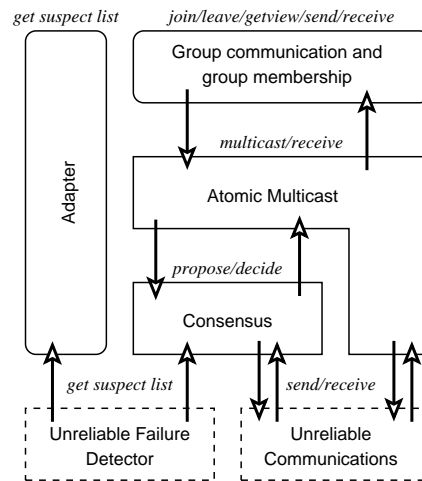 get suspect list
join/leave/getview/send/receive
Group communication and
group membership
multicast/receive
Adapter
Atomic Multicast
propose/decide
Consensus
get suspect list
send/receive
Unreliable Failure
Detector
Unreliable
Communications